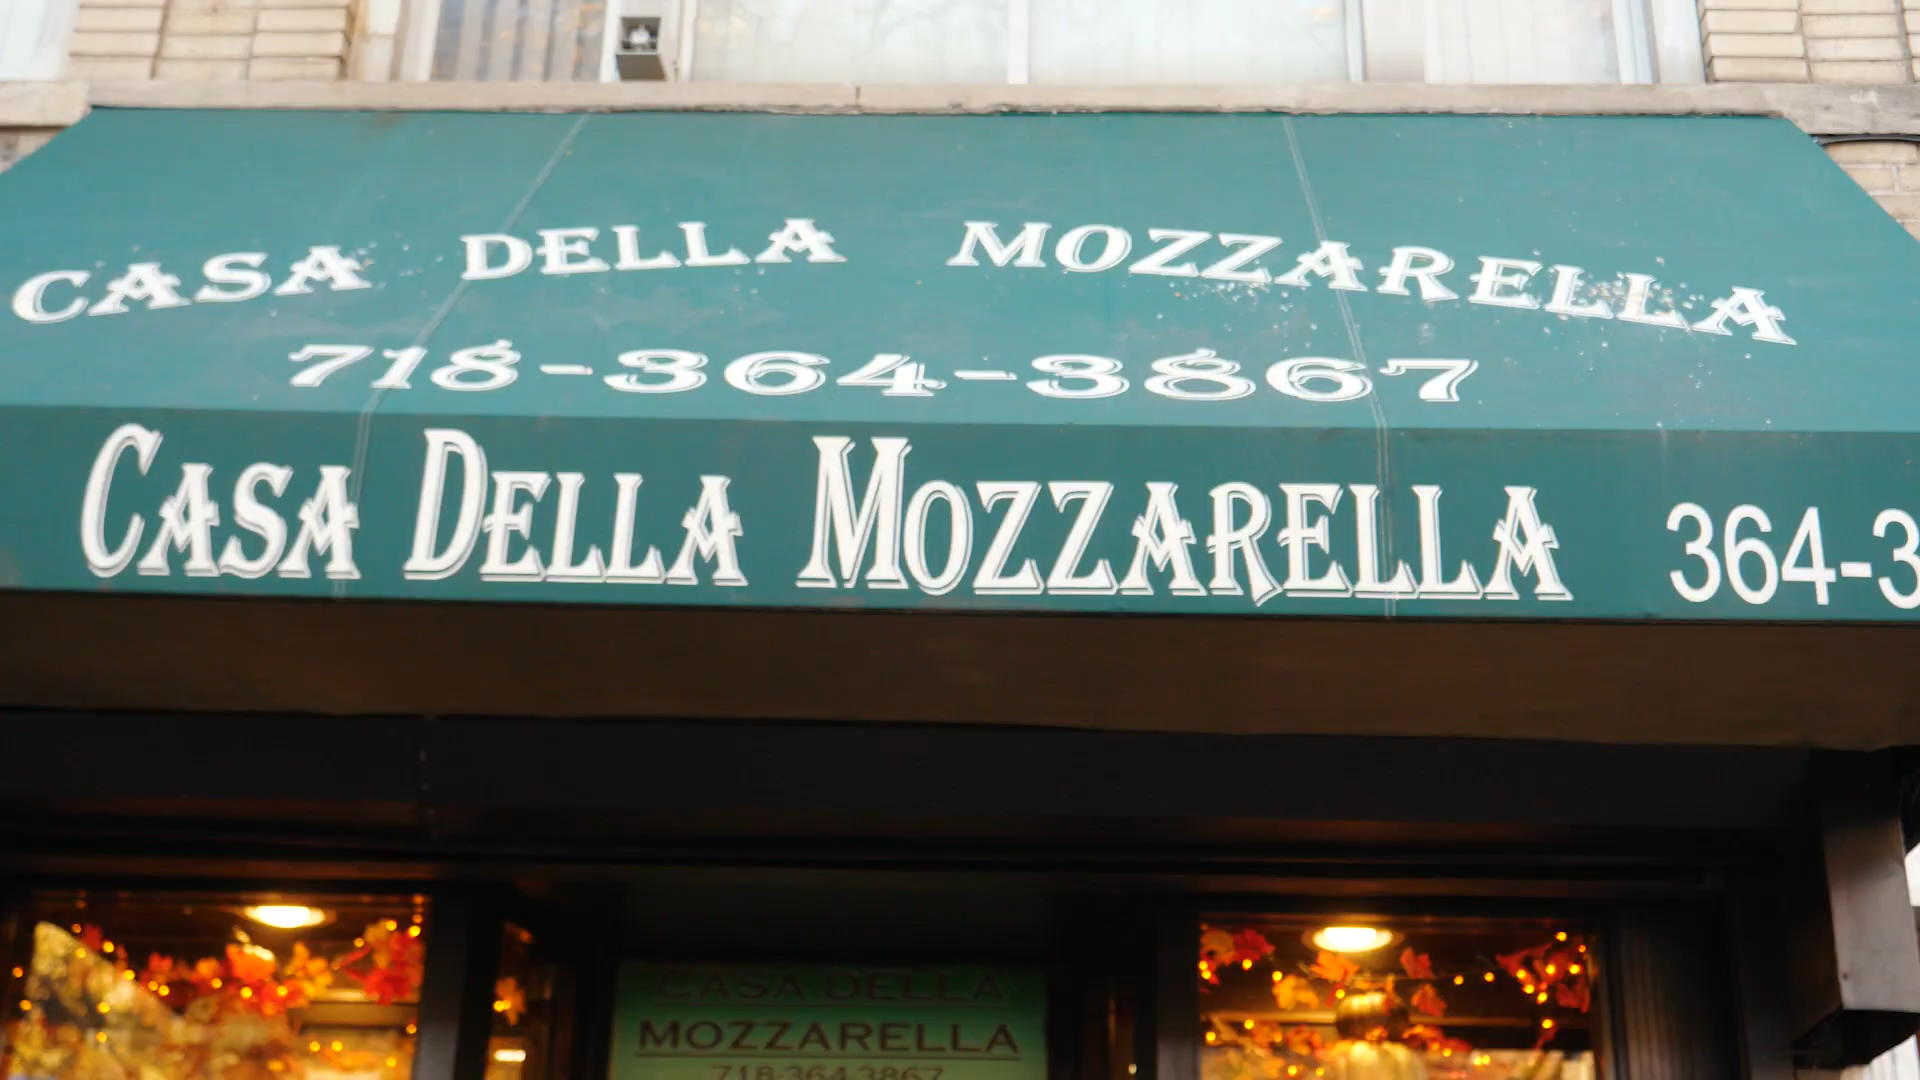 CASA DELLA MOZZARELLA
718-364-3867
CASA DELLA MOZZARELLA 364-3
CASA DELLA
MOZZARELLA
718-364-3867